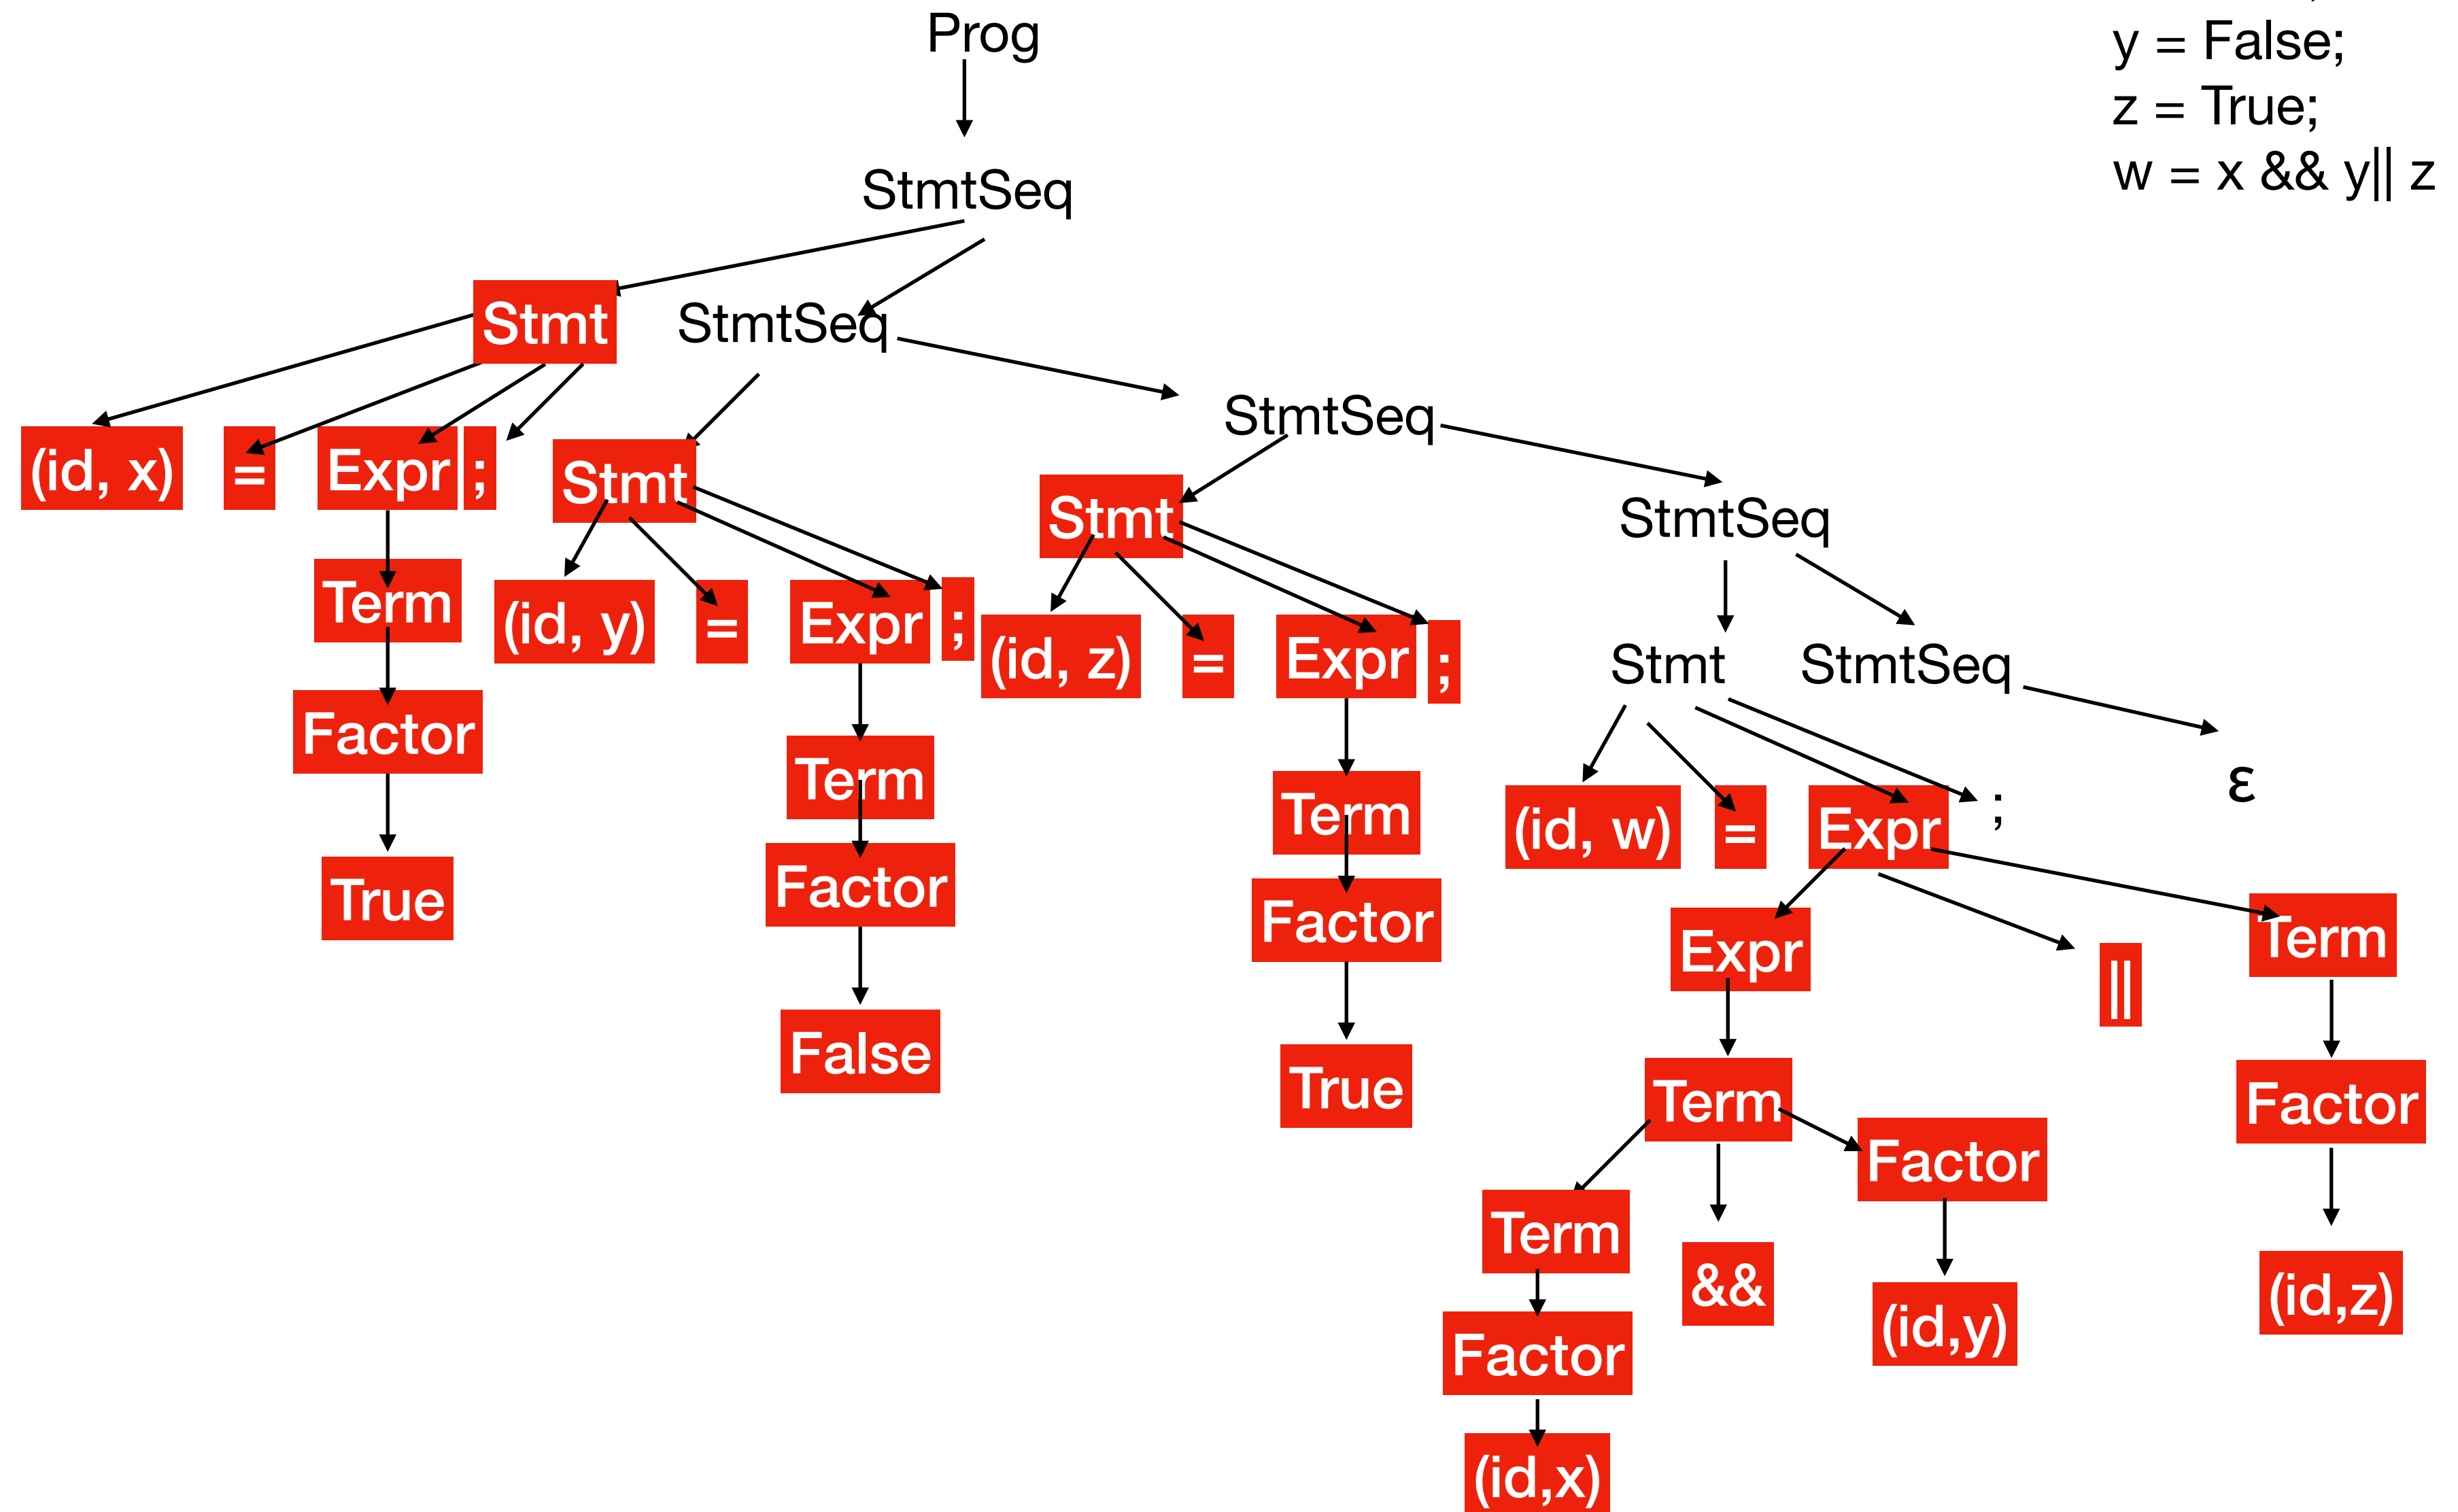 Prog
y = False;
z = True;
w = x && y|| z
StmtSeq
Stmt
StmtSeq
StmtSeq
(id, x)
=
Expr
;
Stmt
Stmt
StmtSeq
Term
(id, y)
=
Expr
;
(id, z)
=
Expr
;
Stmt
StmtSeq
Factor
Term
Term
(id, w)
=
Expr
;
ε
True
Factor
Factor
Expr
||
Term
False
True
Term
Factor
Factor
Term
&&
(id,y)
(id,z)
Factor
(id,x)